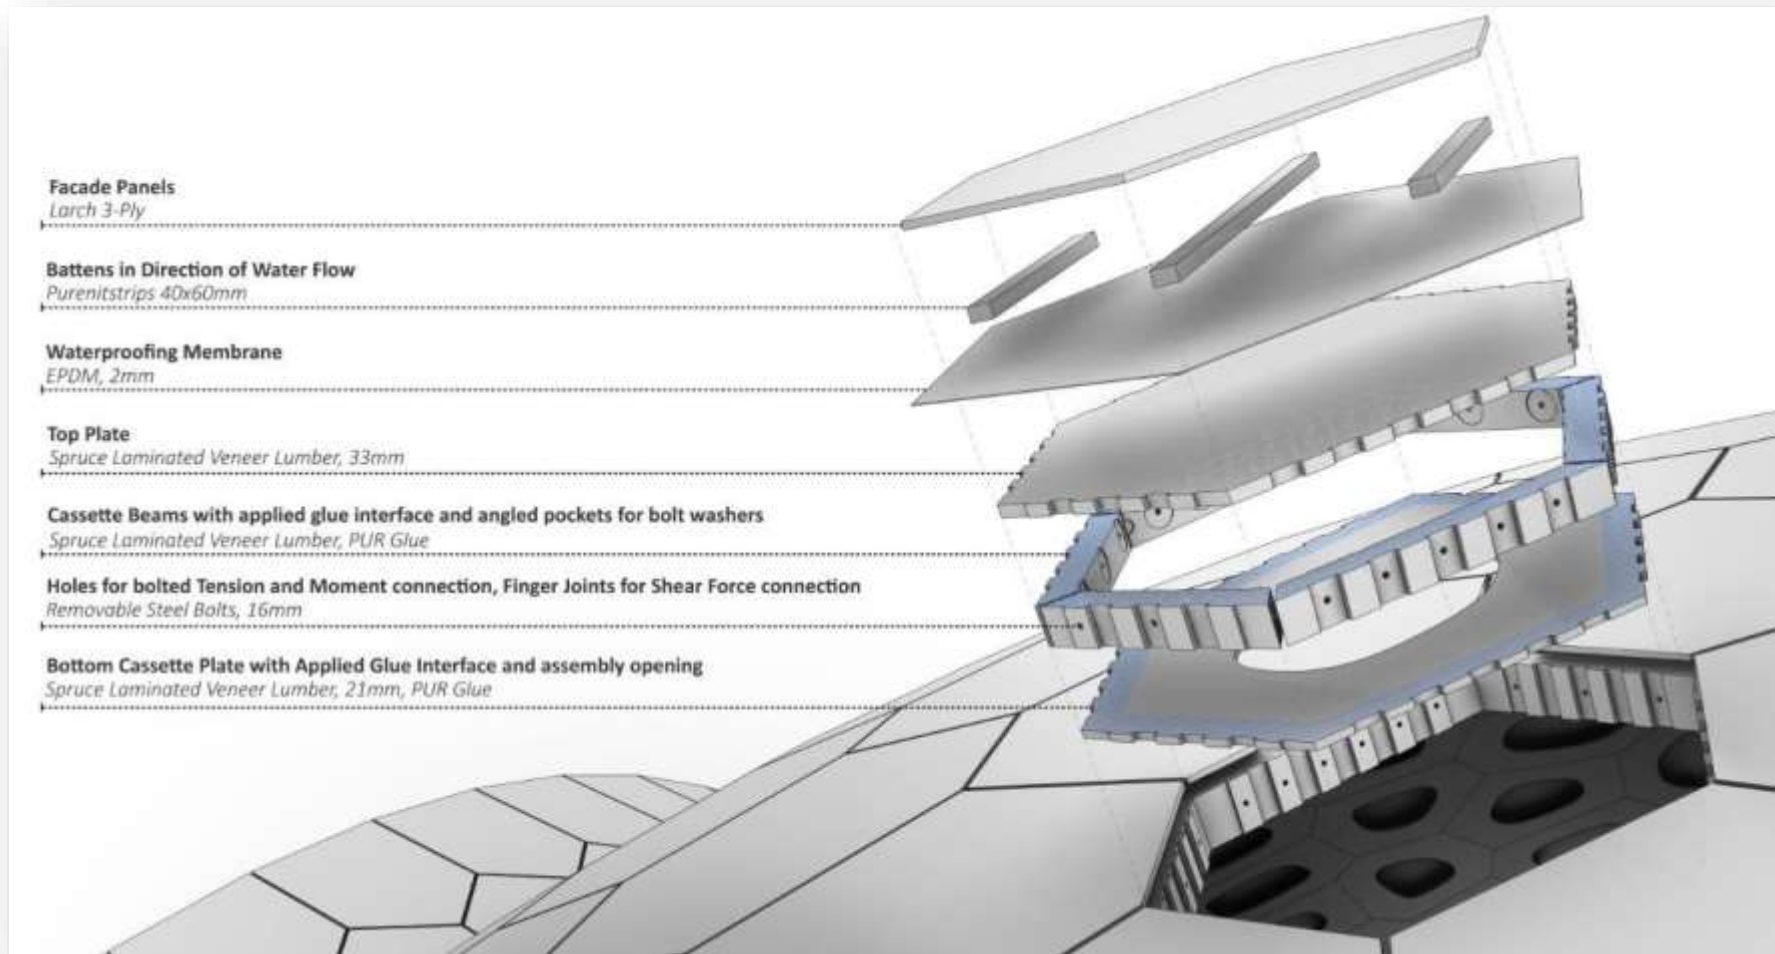 Facade Panels
Larch 3-Ply
Battens in Direction of Water Flow
Purenitstrips 40x60mm
Waterproofing Membrane
EPDM, 2mm
Top Plate
Spruce Laminated Veneer Lumber, 33mm
Cassette Beams with applied glue interface and angled pockets for bolt washers
Spruce Laminated Veneer Lumber, PUR Glue
Holes for bolted Tension and Moment connection, Finger Joints for Shear Force connection
Removable Steel Bolts, 16mm
Bottom Cassette Plate with Applied Glue Interface and assembly opening
Spruce Laminated Veneer Lumber, 21mm, PUR Glue